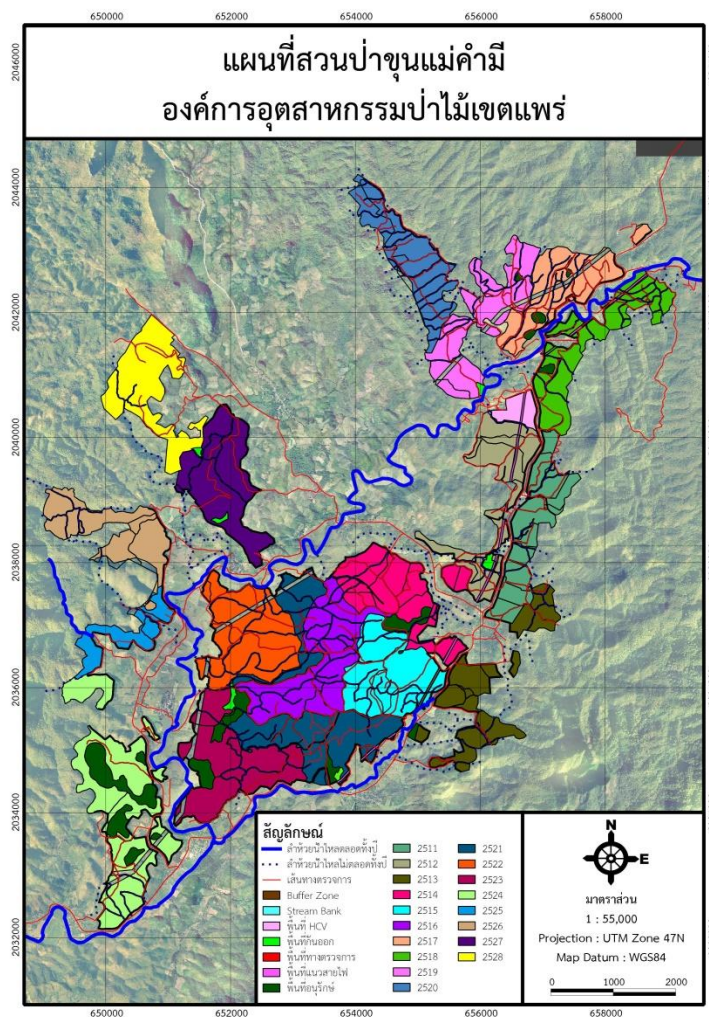 650000
652000
654000
656000
658000
แผนที่สวนป่าขุนแม่คำมี
องค์การอุตสาหกรรมป่าไม้เขตแพร่
2046000
2044000
2042000
2040000
2038000
2036000
2034000
2032000
สัญลักษณ์
ลำห้วยน้ำไหลตลอดทั้งปี
ลำห้วยน้ำไหลไม่ตลอดทั้งปี
เส้นทางตรวจการ
Buffer Zone
Stream Bank
พื้นที่ HCV
พื้นที่กันออก
พื้นที่ทางตรวจการ
พื้นที่แนวสายไฟ
พื้นที่อนุรักษ์
2511
2512
2513
2514
2515
2516
2517
2518
2519
2520
2521
2522
2523
2524
2525
2526
2527
2528
N
E
มาตราส่วน
1 : 55,000
Projection : UTM Zone 47N
Map Datum : WGS84
0 1000 2000
650000
652000
654000
656000
658000